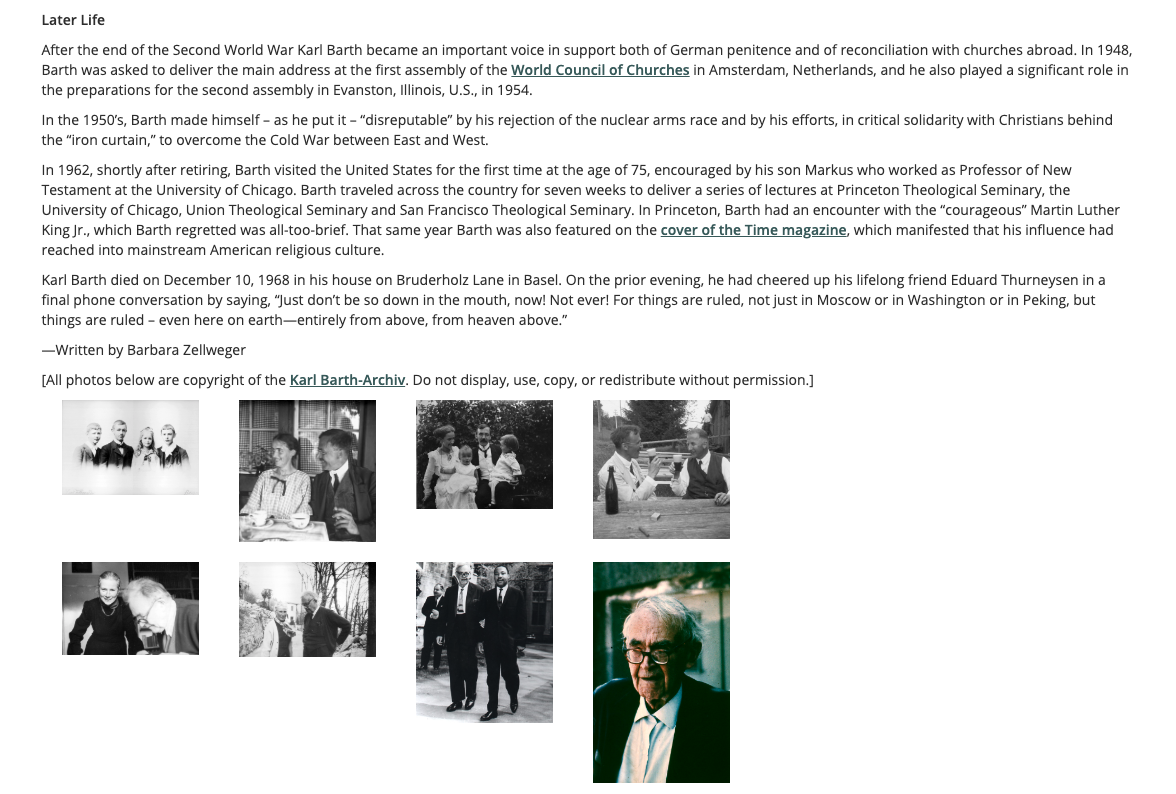 Later Life
After the end of the Second World War Karl Barth became an important voice in support both of German penitence and of reconciliation with churches abroad. In 1948,
Barth was asked to deliver the main address at the first assembly of the World Council of Churches in Amsterdam, Netherlands, and he also played a significant role in
the preparations for the second assembly in Evanston, Illinois, U.S., in 1954.
In the 1950’s, Barth made himself – as he put it – “disreputable” by his rejection of the nuclear arms race and by his efforts, in critical solidarity with Christians behind
the “iron curtain,” to overcome the Cold War between East and West.
In 1962, shortly after retiring, Barth visited the United States for the first time at the age of 75, encouraged by his son Markus who worked as Professor of New
Testament at the University of Chicago. Barth traveled across the country for seven weeks to deliver a series of lectures at Princeton Theological Seminary, the
University of Chicago, Union Theological Seminary and San Francisco Theological Seminary. In Princeton, Barth had an encounter with the “courageous” Martin Luther
King Jr., which Barth regretted was all-too-brief. That same year Barth was also featured on the cover of the Time magazine, which manifested that his influence had
reached into mainstream American religious culture.
Karl Barth died on December 10, 1968 in his house on Bruderholz Lane in Basel. On the prior evening, he had cheered up his lifelong friend Eduard Thurneysen in a
final phone conversation by saying, “Just don’t be so down in the mouth, now! Not ever! For things are ruled, not just in Moscow or in Washington or in Peking, but
things are ruled – even here on earth—entirely from above, from heaven above.”
—Written by Barbara Zellweger
[All photos below are copyright of the Karl Barth-Archiv. Do not display, use, copy, or redistribute without permission.]